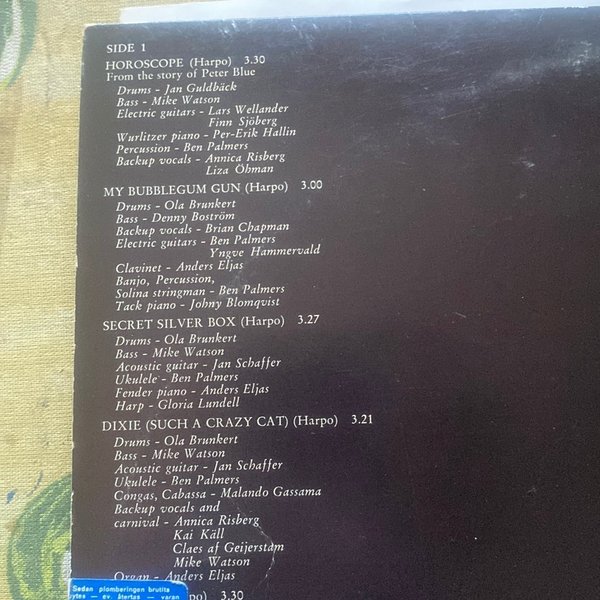 SIDE 1
HOROSCOPE (Harpo) 3.30
From the story of Peter Blue
Drums - Jan Guldbäck
Bass - Mike Watson
Electric guitars - Lars Wellander
Finn Sjöberg
Wurlitzer piano - Per-Erik Hallin
Percussion - Ben Palmers
Backup vocals - Annica Risberg
Liza Öhman
MY BUBBLEGUM GUN (Harpo) 3.00
Drums - Ola Brunkert
Bass - Denny Boström
Backup vocals - Brian Chapman
Electric guitars - Ben Palmers
Yngve Hammervald
Clavinet - Anders Eljas
Banjo, Percussion,
Solina stringman - Ben Palmers
Tack piano - Johny Blomqvist
SECRET SILVER BOX (Harpo) 3.27
Drums - Ola Brunkert
Bass - Mike Watson
Acoustic guitar - Jan Schaffer
Ukulele - Ben Palmers
Fender piano - Anders Eljas
Harp - Gloria Lundell
DIXIE (SUCH A CRAZY CAT) (Harpo) 3.21
Drums - Ola Brunkert
Bass - Mike Watson
Acoustic guitar - Jan Schaffer
Ukulele - Ben Palmers
Congas, Cabassa - Malando Gassama
Backup vocals and
carnival - Annica Risberg
Kai Käll
Claes af Geijerstam
Mike Watson
Organ - Anders Eljas
3.30
Sedan plomberingen brutits
bytes — ev. återtas — varan